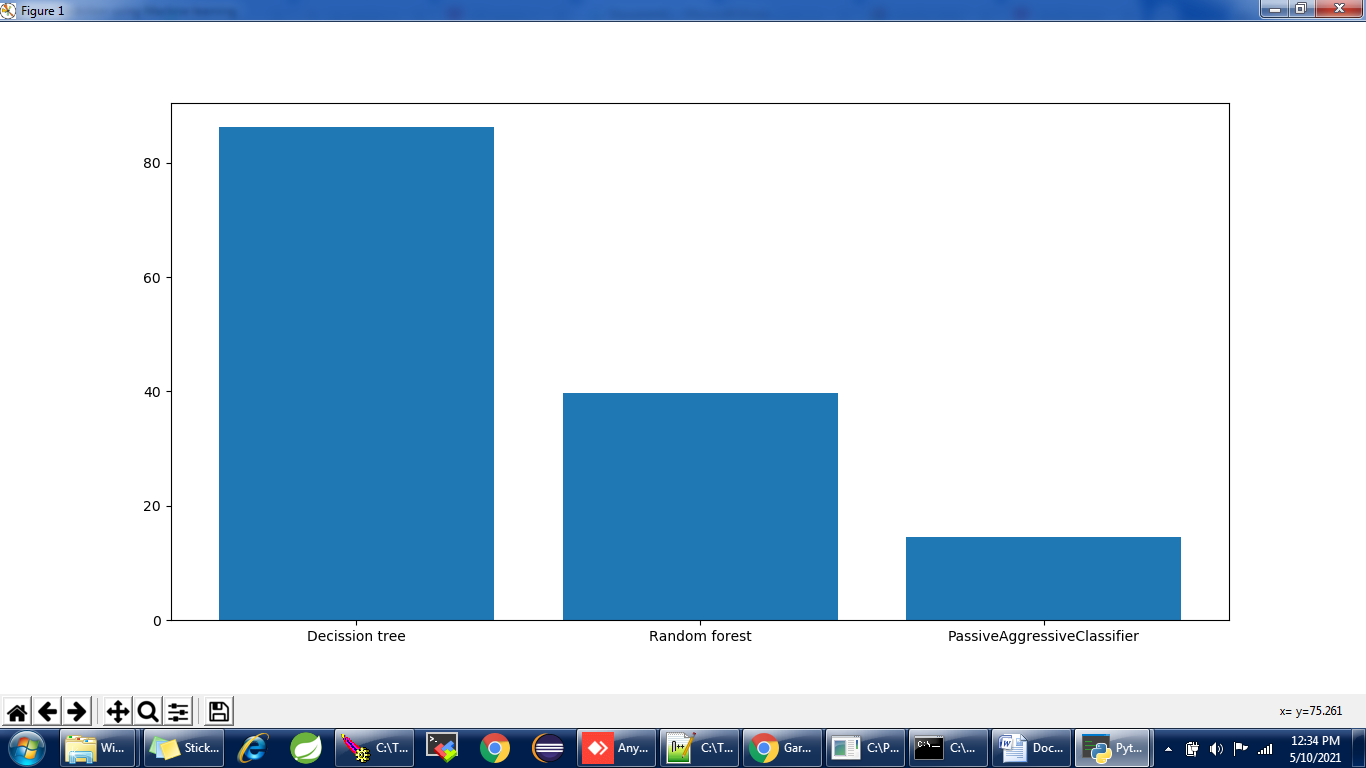 Figure 1
80
60
40
20
0
Decission tree
Random forest
PassiveAggressiveClassifier
x= y=75.261
Wi...
Stick...
C:\T...
Any...
C:\T...
Gar...
C:\P...
C:\...
Doc...
Pyt...
12:34 PM
5/10/2021